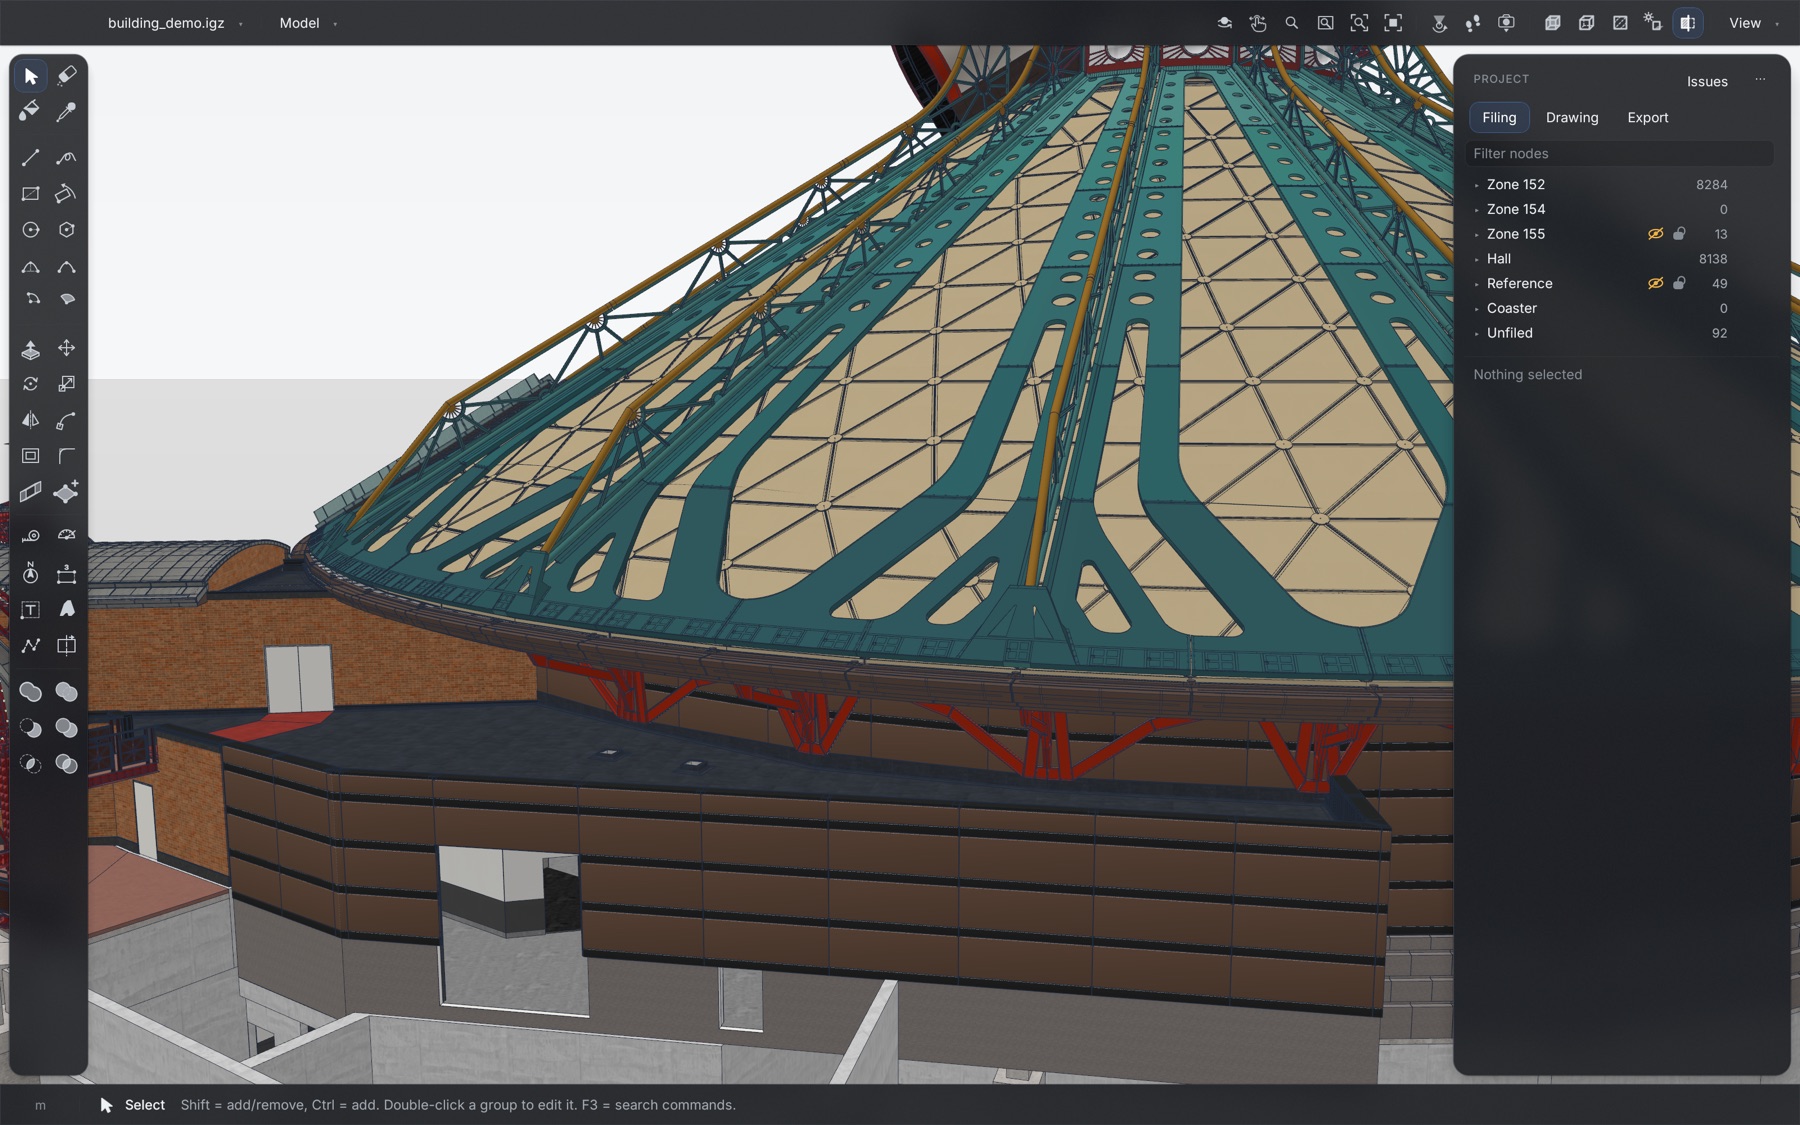 building_demo.igz
Model
View
PROJECT
Issues
...
Filing
Drawing
Export
Filter nodes
Zone 152 8284
Zone 154 0
Zone 155 13
Hall 8138
Reference 49
Coaster 0
Unfiled 92
Nothing selected
N
3
T
m
Select Shift = add/remove, Ctrl = add. Double-click a group to edit it. F3 = search commands.